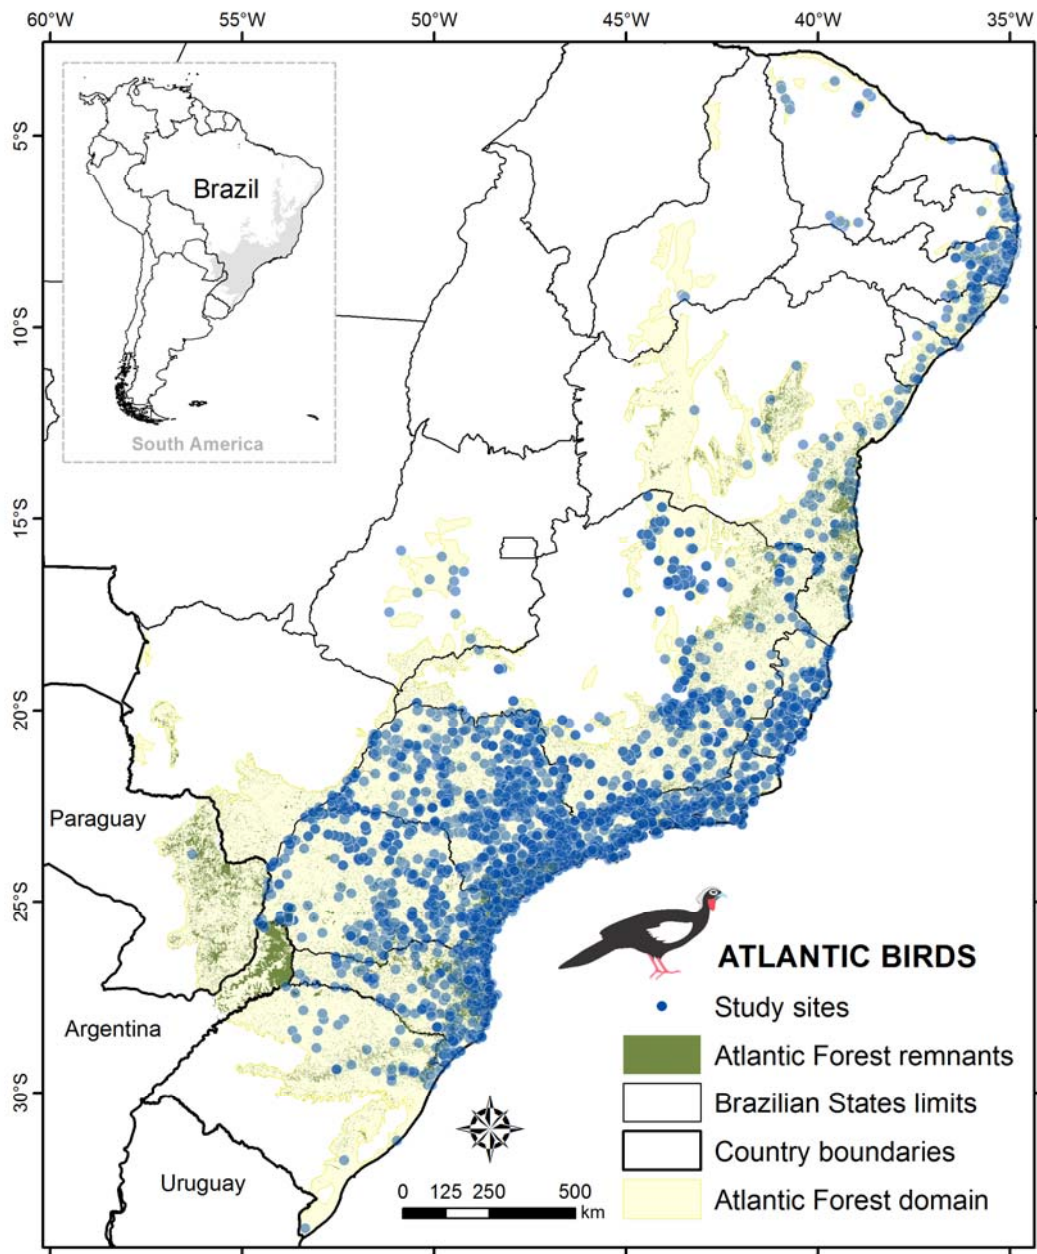 60°W 55°W 50°W 45°W 40°W 35°W
5°S
10°S
15°S
20°S
25°S
30°S
Brazil
South America
Paraguay
Argentina
Uruguay
ATLANTIC BIRDS
Study sites
Atlantic Forest remnants
Brazilian States limits
Country boundaries
Atlantic Forest domain
0 125 250 500
km